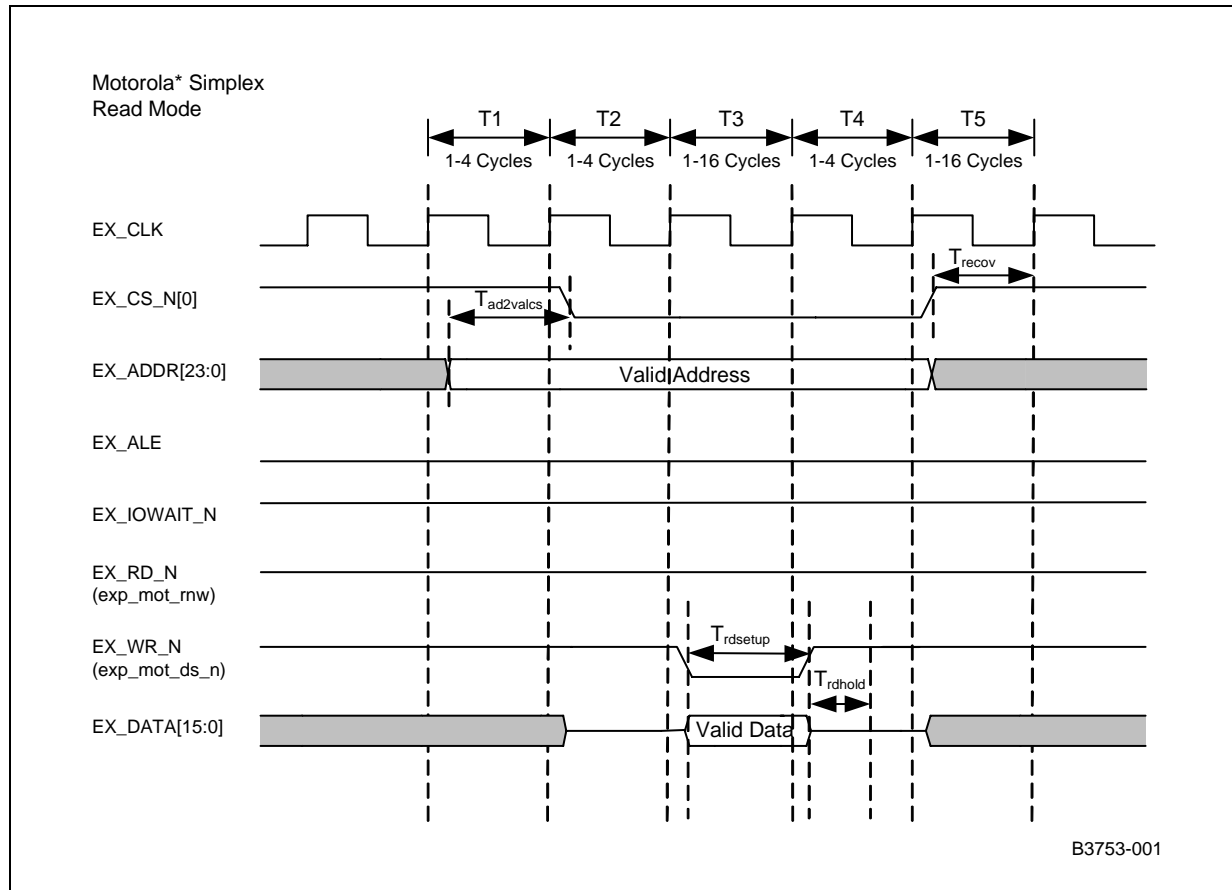 Motorola* Simplex
Read Mode
T1 T2 T3 T4 T5
1-4 Cycles 1-4 Cycles 1-16 Cycles 1-4 Cycles 1-16 Cycles
EX_CLK
Trecov
EX_CS_N[0]
Tad2valcs
EX_ADDR[23:0] Valid Address
EX_ALE
EX_IOWAIT_N
EX_RD_N
(exp_mot_rnw)
EX_WR_N Trdsetup
(exp_mot_ds_n)
Trdhold
EX_DATA[15:0] Valid Data
B3753-001